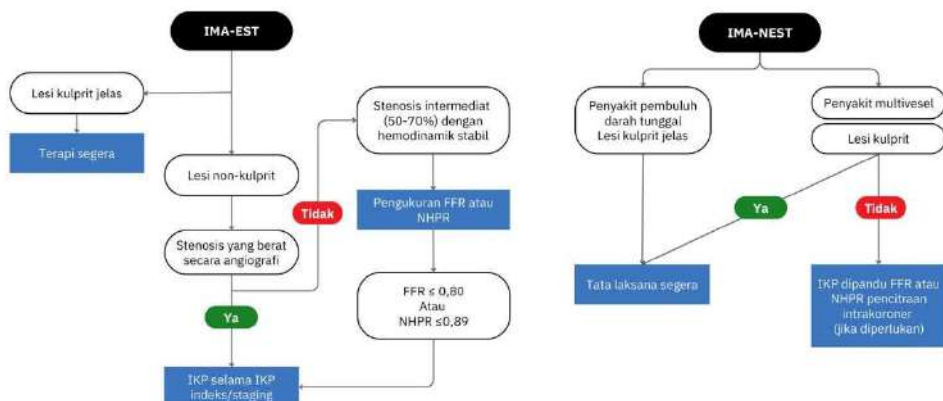 IMA-EST
Lesi kulprit jelas
Terapi segera
Lesi non-kulprit
Stenosis yang berat
secara angiografi
Ya
Tidak
IKP selama IKP
indeks/staging
Stenosis intermediat
(50-70%) dengan
hemodinamik stabil
Pengukuran FFR atau
NHPR
FFR ≤ 0,80
Atau
NHPR ≤0,89
IMA-NEST
Penyakit pembuluh
darah tunggal
Lesi kulprit jelas
Penyakit multivesel
Lesi kulprit
Ya
Tidak
Tata laksana segera
IKP dipandu FFR atau
NHPR pencitraan
intrakoroner
(jika diperlukan)